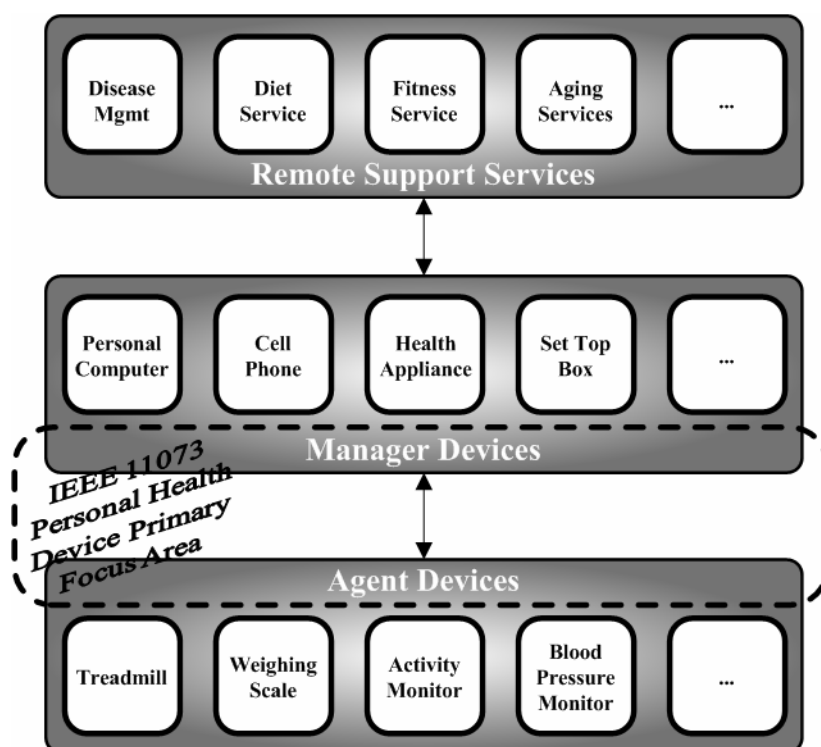 Disease
Mgmt
Diet
Service
Fitness
Service
Aging
Services
...
Remote Support Services
Personal
Computer
Cell
Phone
Health
Appliance
Set Top
Box
...
Manager Devices
IEEE 11073
Personal Health
Device Primary
Focus Area
Agent Devices
Treadmill
Weighing
Scale
Activity
Monitor
Blood
Pressure
Monitor
...